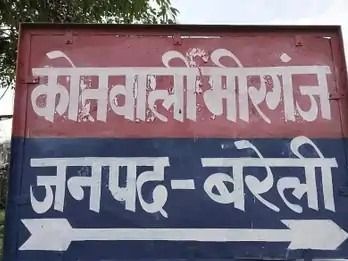 कोतवाली मीरगंज
जनपद-बरेली